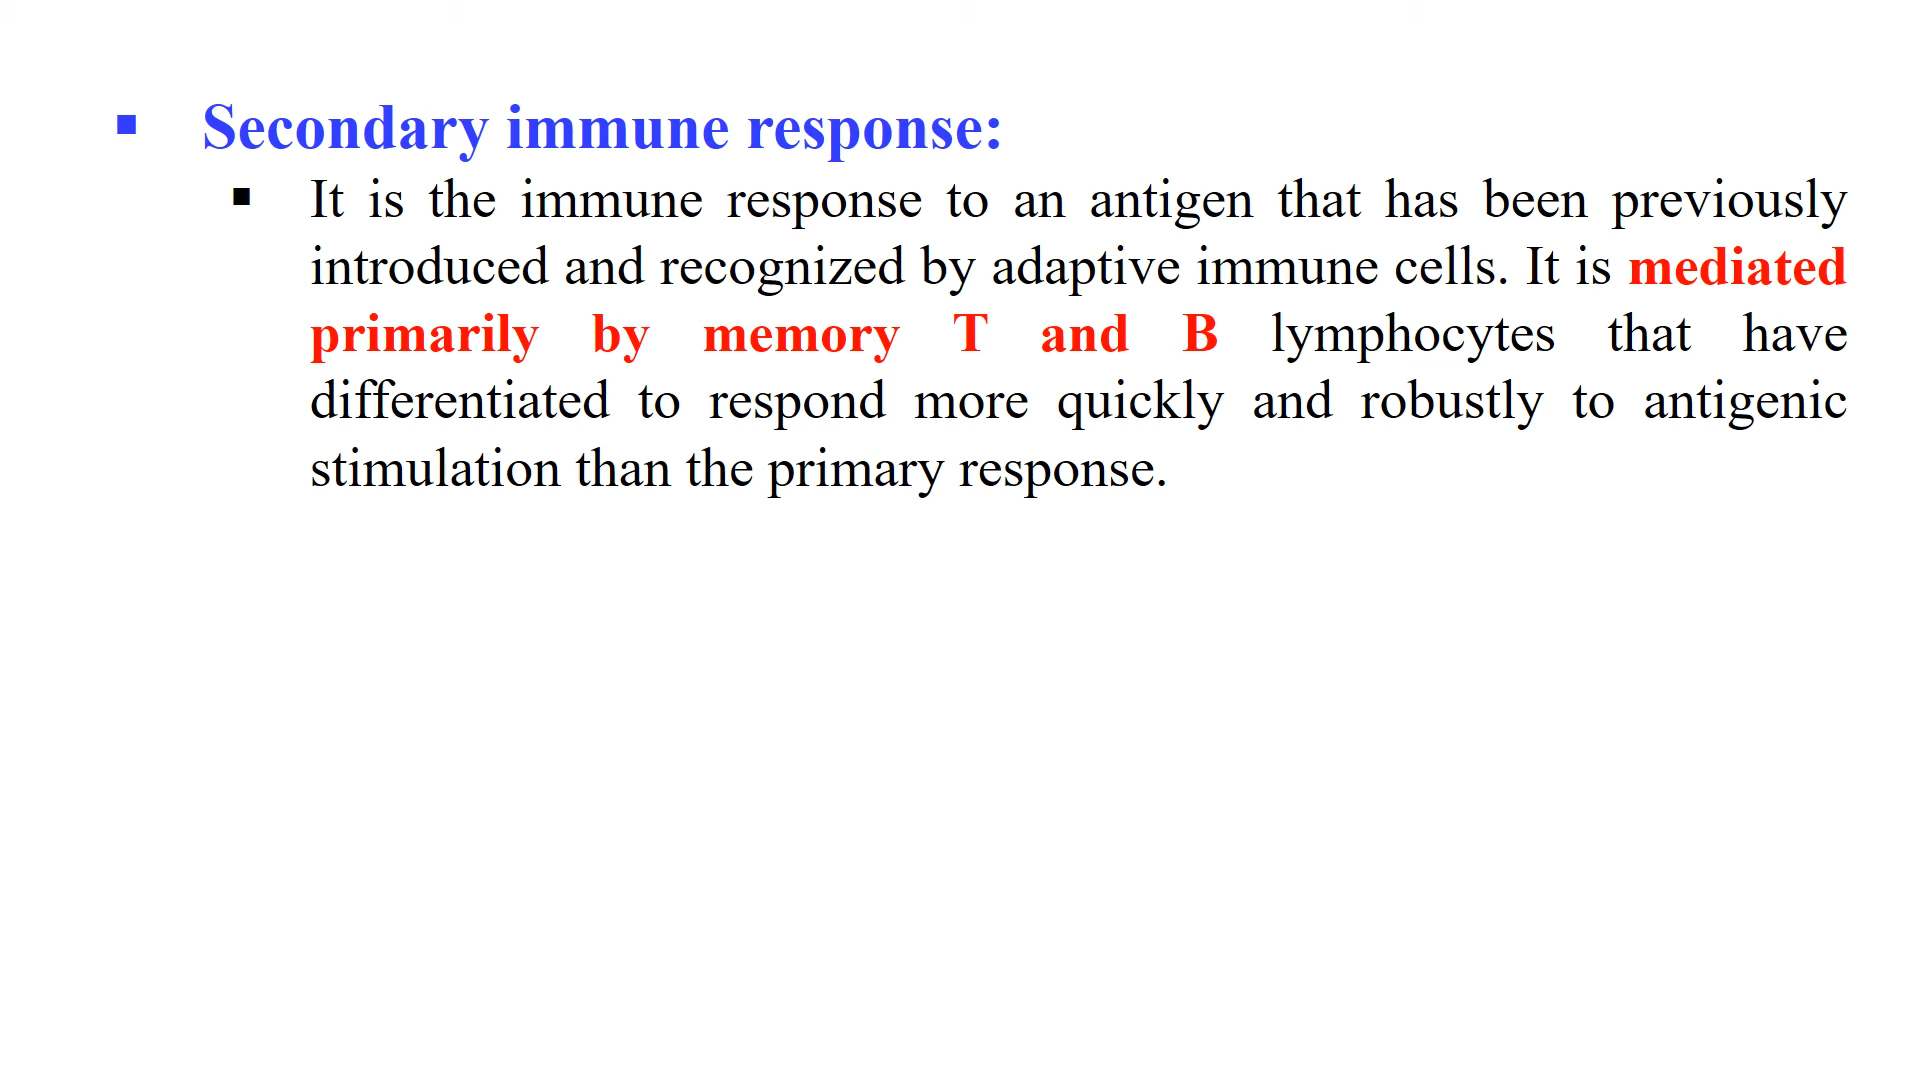 ▪ Secondary immune response:
▪ It is the immune response to an antigen that has been previously
introduced and recognized by adaptive immune cells. It is mediated
primarily by memory T and B lymphocytes that have
differentiated to respond more quickly and robustly to antigenic
stimulation than the primary response.